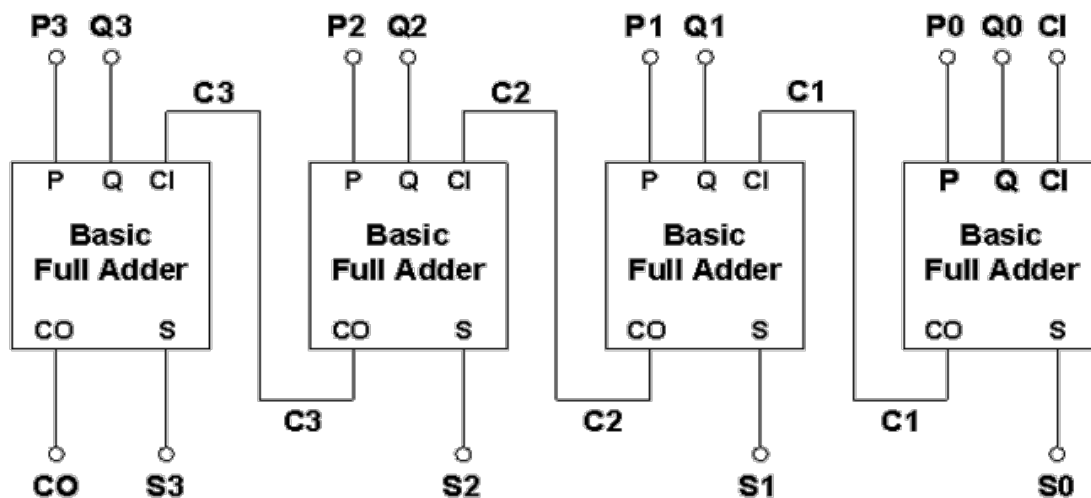 P3 Q3 P2 Q2 P1 Q1 P0 Q0 CI
C3 C2 C1
P Q CI P Q CI P Q CI P Q CI
Basic Basic Basic Basic
Full Adder Full Adder Full Adder Full Adder
CO S CO S CO S CO S
C3 C2 C1
CO S3 S2 S1 S0